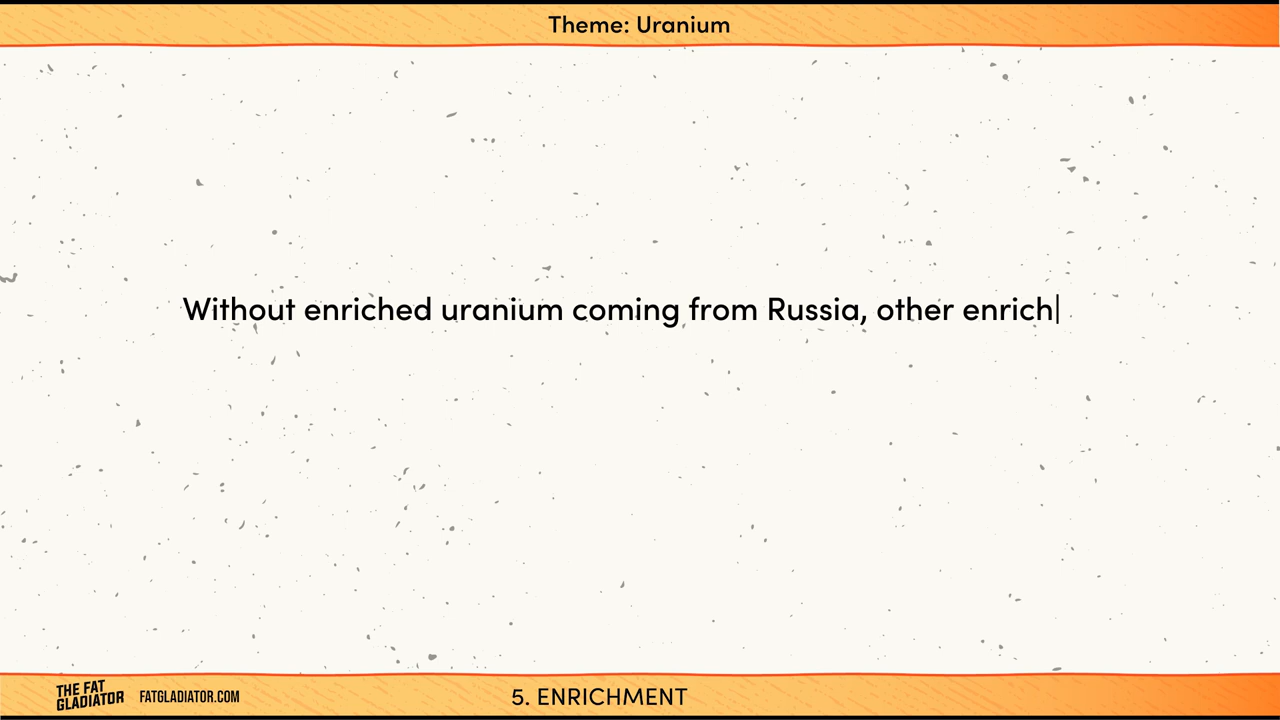 Theme: Uranium
Without enriched uranium coming from Russia, other enrich
THE FAT
GLADIATOR
FATGLADIATOR.COM
5. ENRICHMENT